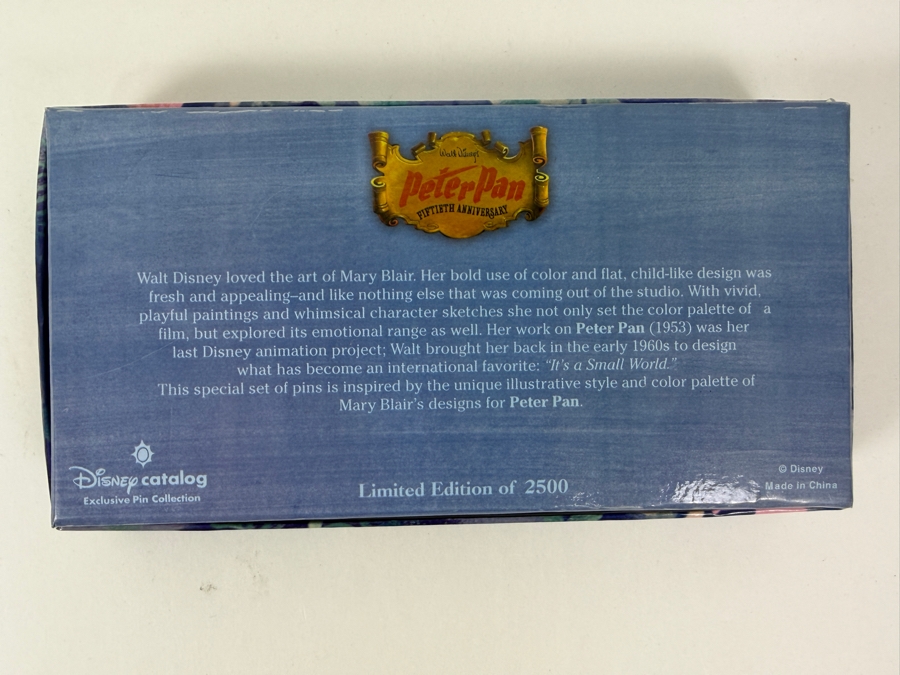 Walt Disney's
Peter Pan
FIFTIETH ANNIVERSARY
Walt Disney loved the art of Mary Blair. Her bold use of color and flat, child-like design was
fresh and appealing–and like nothing else that was coming out of the studio. With vivid,
playful paintings and whimsical character sketches she not only set the color palette of a
film, but explored its emotional range as well. Her work on Peter Pan (1953) was her
last Disney animation project; Walt brought her back in the early 1960s to design
what has become an international favorite: “It's a Small World.”
This special set of pins is inspired by the unique illustrative style and color palette of
Mary Blair's designs for Peter Pan.
Disney catalog
Exclusive Pin Collection
Limited Edition of 2500
© Disney
Made in China